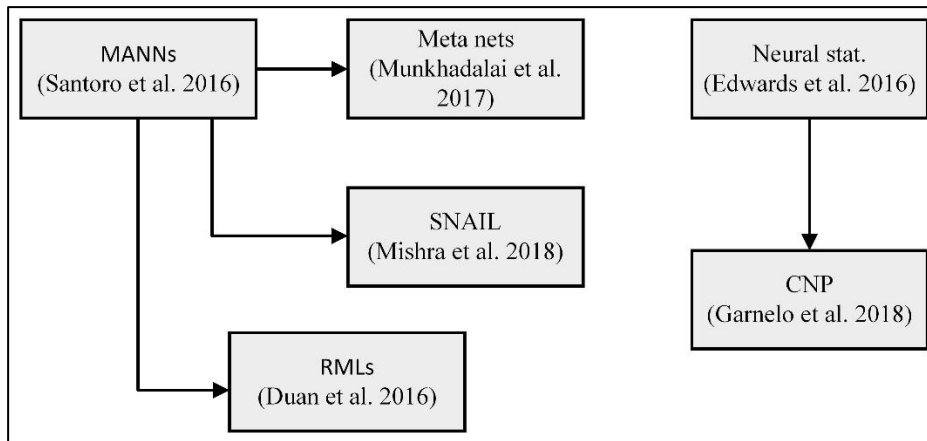 MANNs
(Santoro et al. 2016)
Meta nets
(Munkhadalai et al.
2017)
Neural stat.
(Edwards et al. 2016)
SNAIL
(Mishra et al. 2018)
CNP
(Garnelo et al. 2018)
RMLs
(Duan et al. 2016)